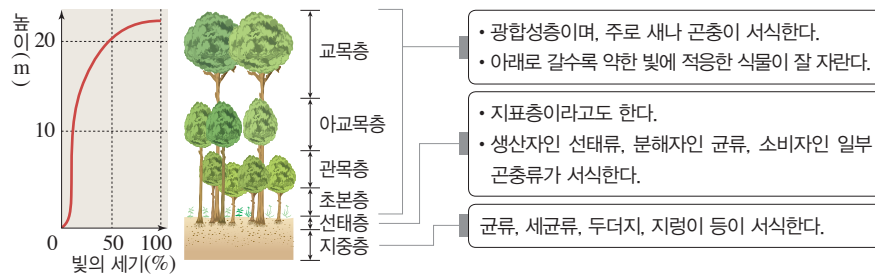 높이(m)
20
10
0 50 100
빛의 세기(%)
교목층
아교목층
관목층
초본층
선태층
지중층
• 광합성층이며, 주로 새나 곤충이 서식한다.
• 아래로 갈수록 약한 빛에 적응한 식물이 잘 자란다.
• 지표층이라고도 한다.
• 생산자인 선태류, 분해자인 균류, 소비자인 일부
곤충류가 서식한다.
균류, 세균류, 두더지, 지렁이 등이 서식한다.